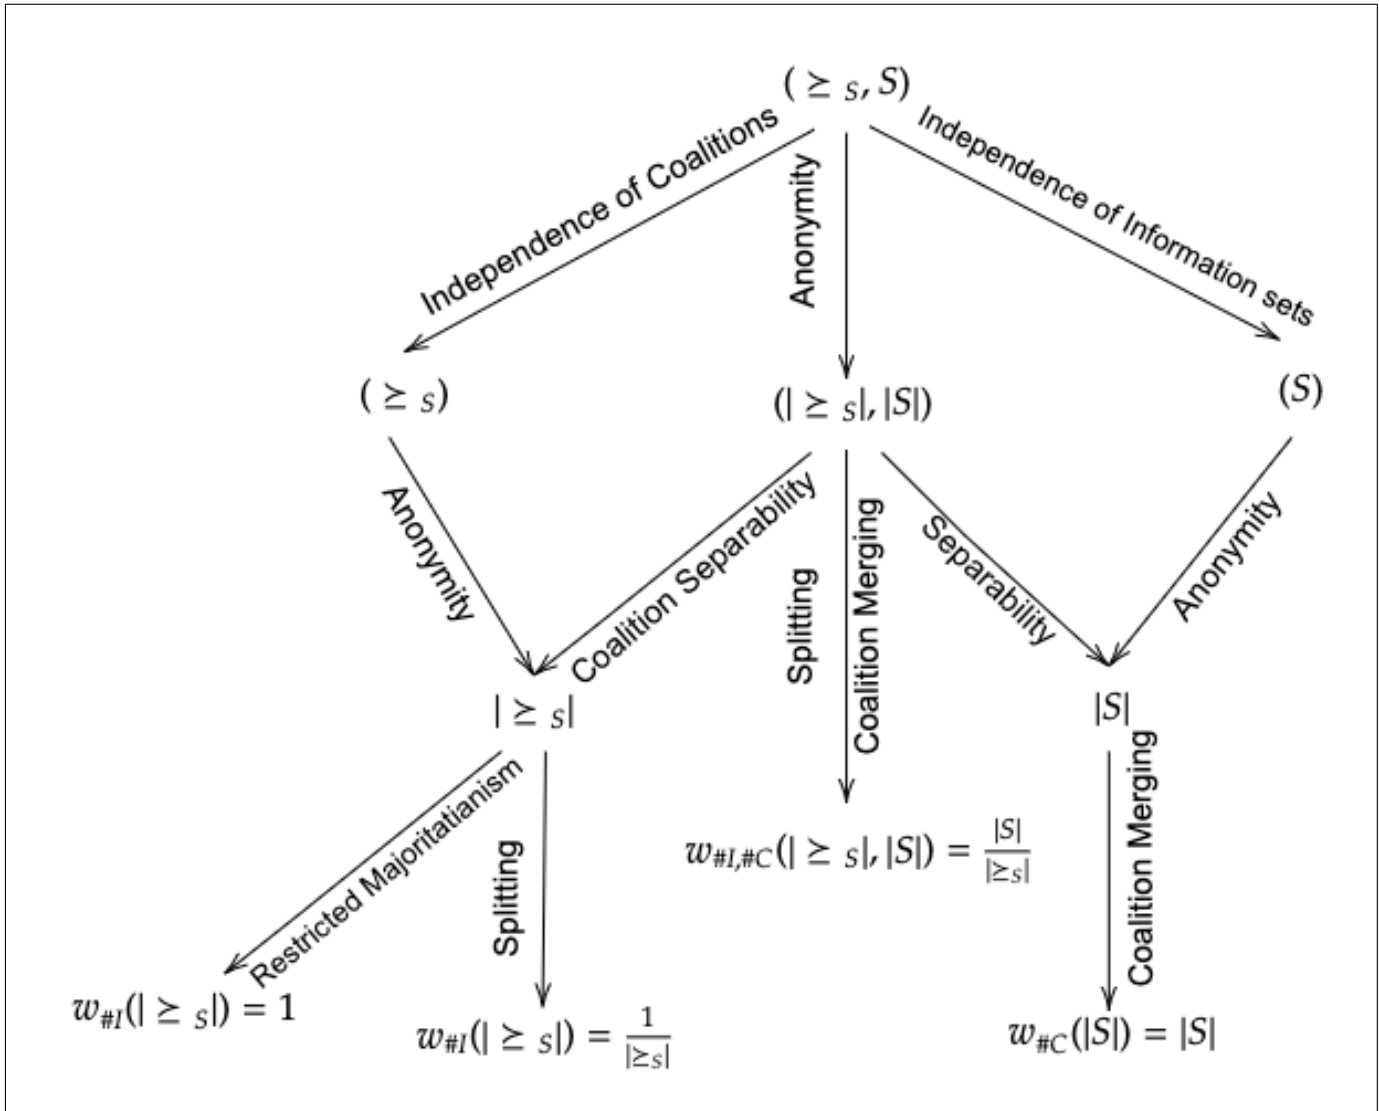 ( ⪰ S, S)
Independence of Coalitions
Anonymity
Independence of Information sets
( ⪰ S)
(| ⪰ S|, |S|)
(S)
Anonymity
Coalition Separability
Splitting
Coalition Merging
Separability
Anonymity
| ⪰ S|
|S|
Restricted Majoritatianism
Splitting
Coalition Merging
w#I,#C(| ⪰ S|, |S|) = |S| / |⪰S|
w#I(| ⪰ S|) = 1
w#I(| ⪰ S|) = 1 / |⪰S|
w#C(|S|) = |S|